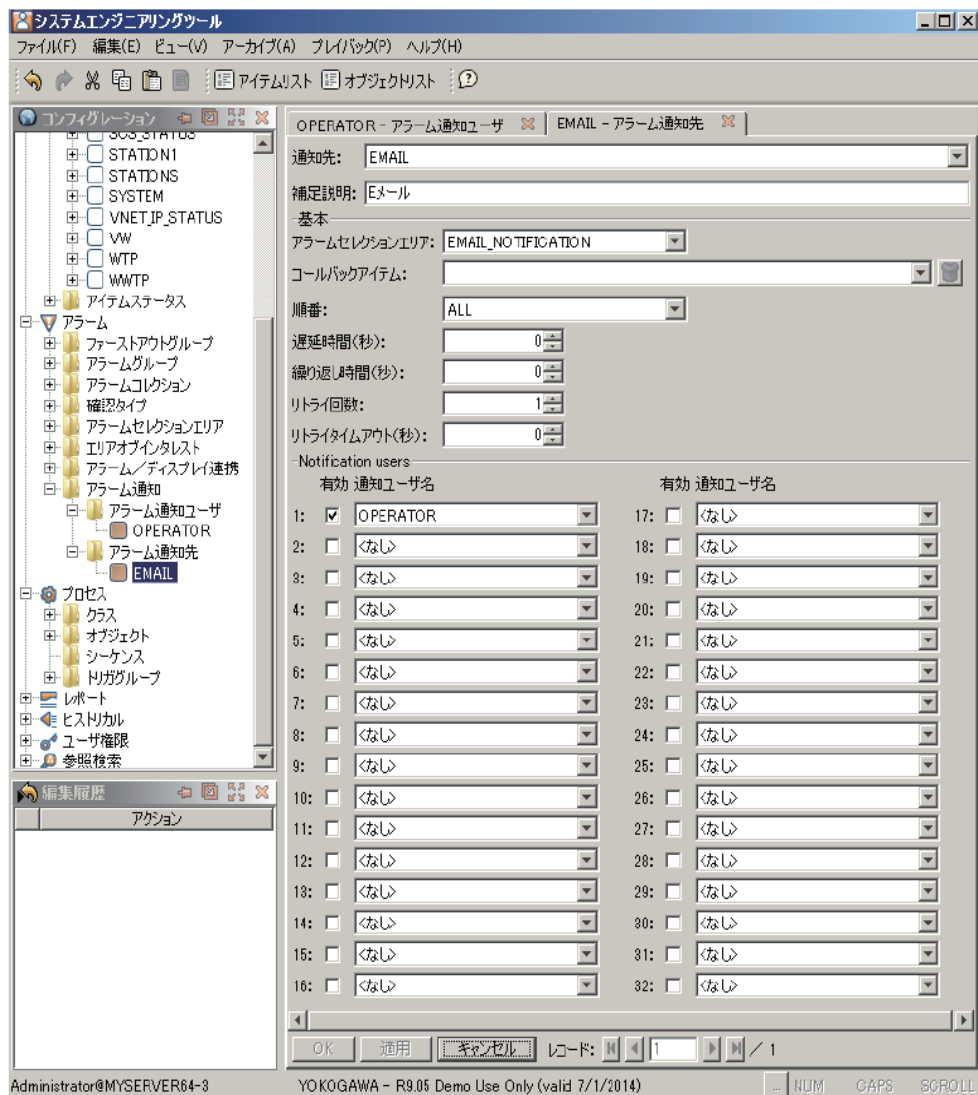 システムエンジニアリングツール
ファイル(F) 編集(E) ビュー(V) アーカイブ(A) プレイバック(P) ヘルプ(H)
アイテムリスト オブジェクトリスト
コンフィグレーション
SCS_STATUS
STATION1
STATIONS
SYSTEM
VNET_IP_STATUS
VW
WTP
WWTP
アイテムステータス
アラーム
ファーストアウトグループ
アラームグループ
アラームコレクション
確認タイプ
アラームセレクションエリア
エリアオブインタレスト
アラーム/ディスプレイ連携
アラーム通知
アラーム通知ユーザ
OPERATOR
アラーム通知先
EMAIL
プロセス
クラス
オブジェクト
シーケンス
トリガグループ
レポート
ヒストリカル
ユーザ権限
参照検索
編集履歴
アクション
OPERATOR - アラーム通知ユーザ EMAIL - アラーム通知先
通知先: EMAIL
補足説明: Eメール
基本
アラームセレクションエリア: EMAIL_NOTIFICATION
コールバックアイテム:
順番: ALL
遅延時間(秒): 0
繰り返し時間(秒): 0
リトライ回数: 1
リトライタイムアウト(秒): 0
Notification users
有効 通知ユーザ名 有効 通知ユーザ名
1: OPERATOR 17: <なし>
2: <なし> 18: <なし>
3: <なし> 19: <なし>
4: <なし> 20: <なし>
5: <なし> 21: <なし>
6: <なし> 22: <なし>
7: <なし> 23: <なし>
8: <なし> 24: <なし>
9: <なし> 25: <なし>
10: <なし> 26: <なし>
11: <なし> 27: <なし>
12: <なし> 28: <なし>
13: <なし> 29: <なし>
14: <なし> 30: <なし>
15: <なし> 31: <なし>
16: <なし> 32: <なし>
OK 適用 キャンセル レコード: 1 / 1
Administrator@MYSERVER64-3 YOKOGAWA - R9.05 Demo Use Only (valid 7/1/2014) ... NUM CAPS SCROLL